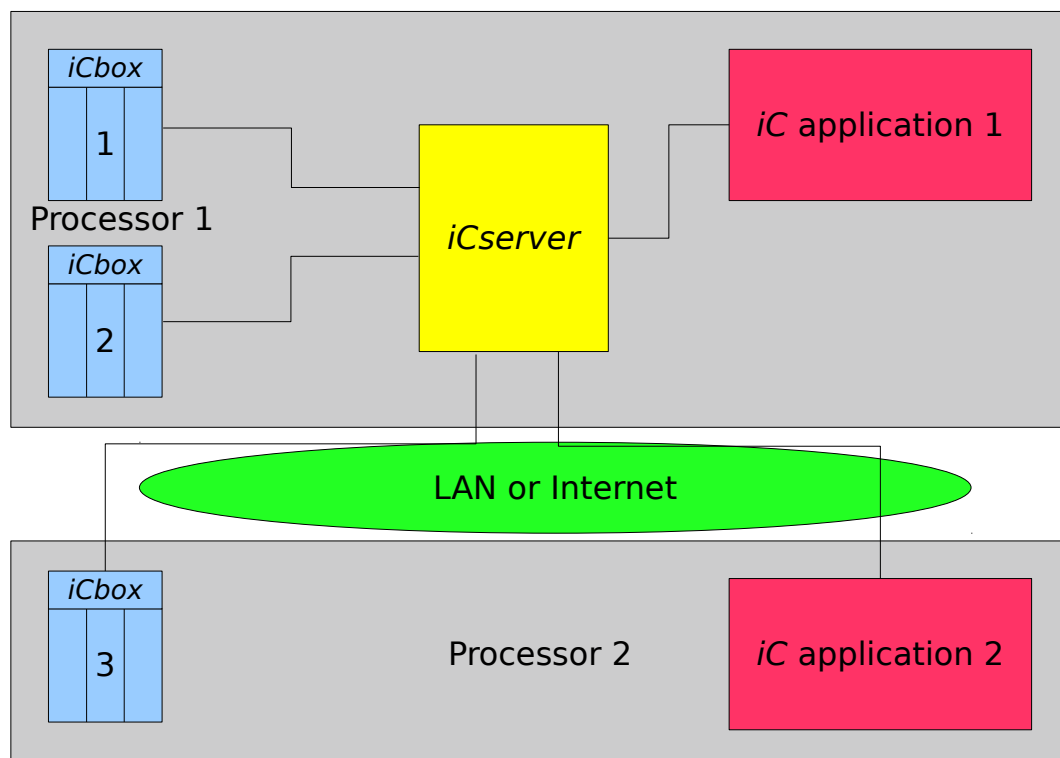 iCbox
1
iC application 1
Processor 1
iCserver
iCbox
2
LAN or Internet
iCbox
3
Processor 2
iC application 2